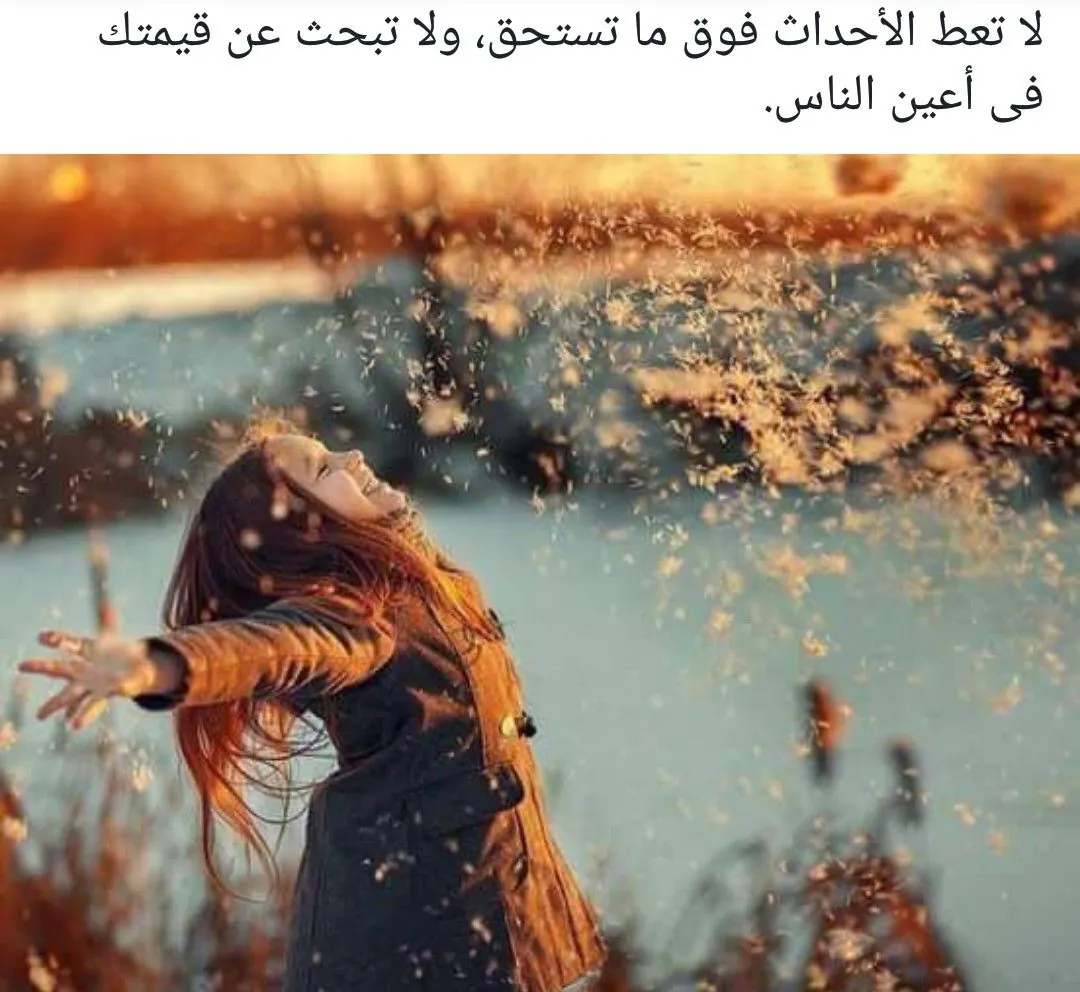 لا تعط الأحداث فوق ما تستحق، ولا تبحث عن قيمتك
فى أعين الناس.